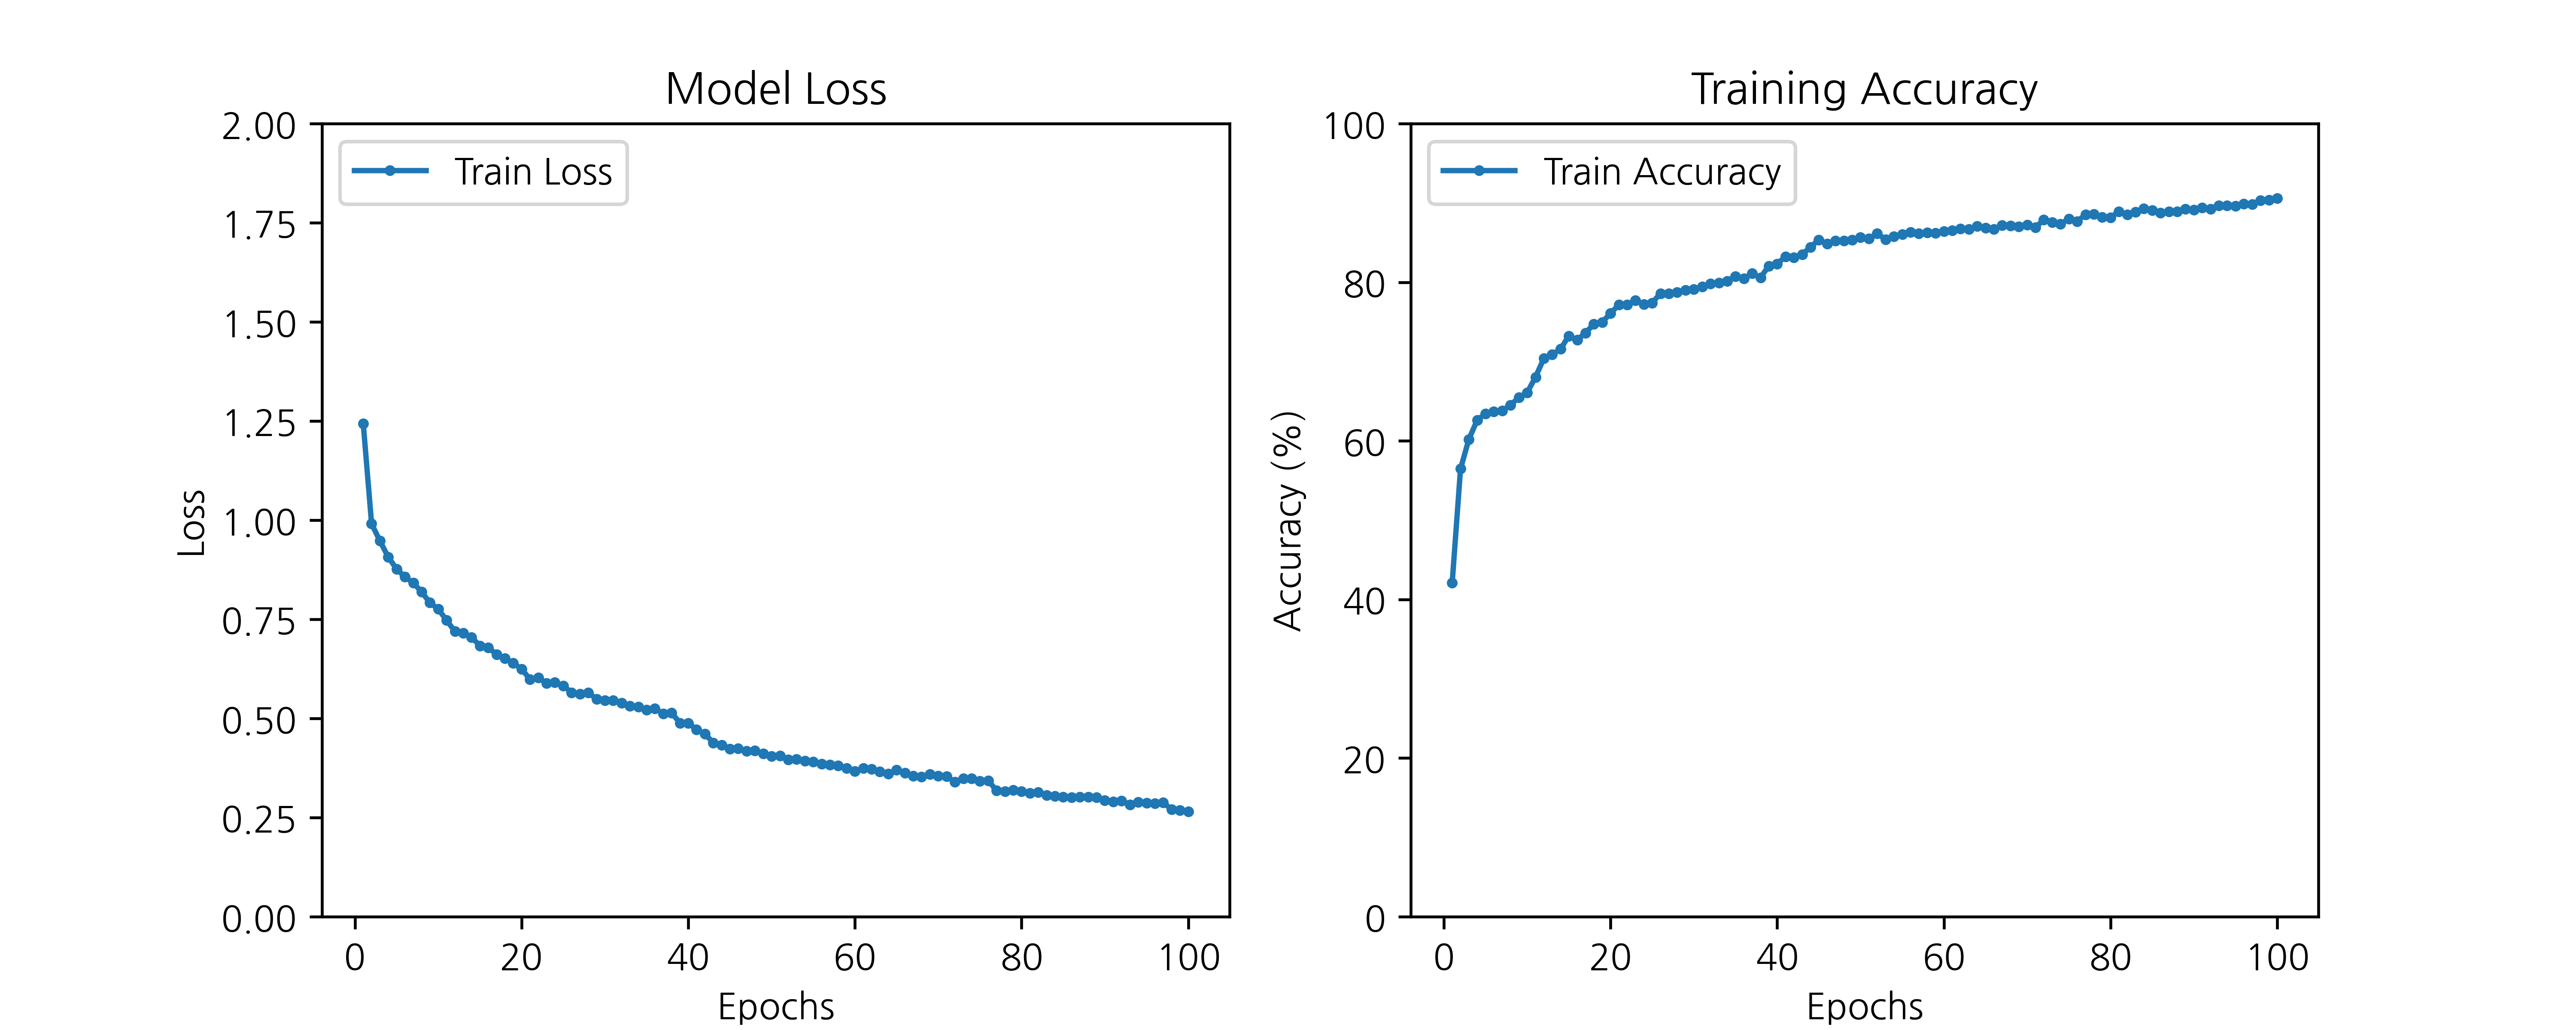 Model Loss
Train Loss
2.00
1.75
1.50
1.25
1.00
0.75
0.50
0.25
0.00
Loss
0 20 40 60 80 100
Epochs
Training Accuracy
Train Accuracy
100
80
60
40
20
0
Accuracy (%)
0 20 40 60 80 100
Epochs